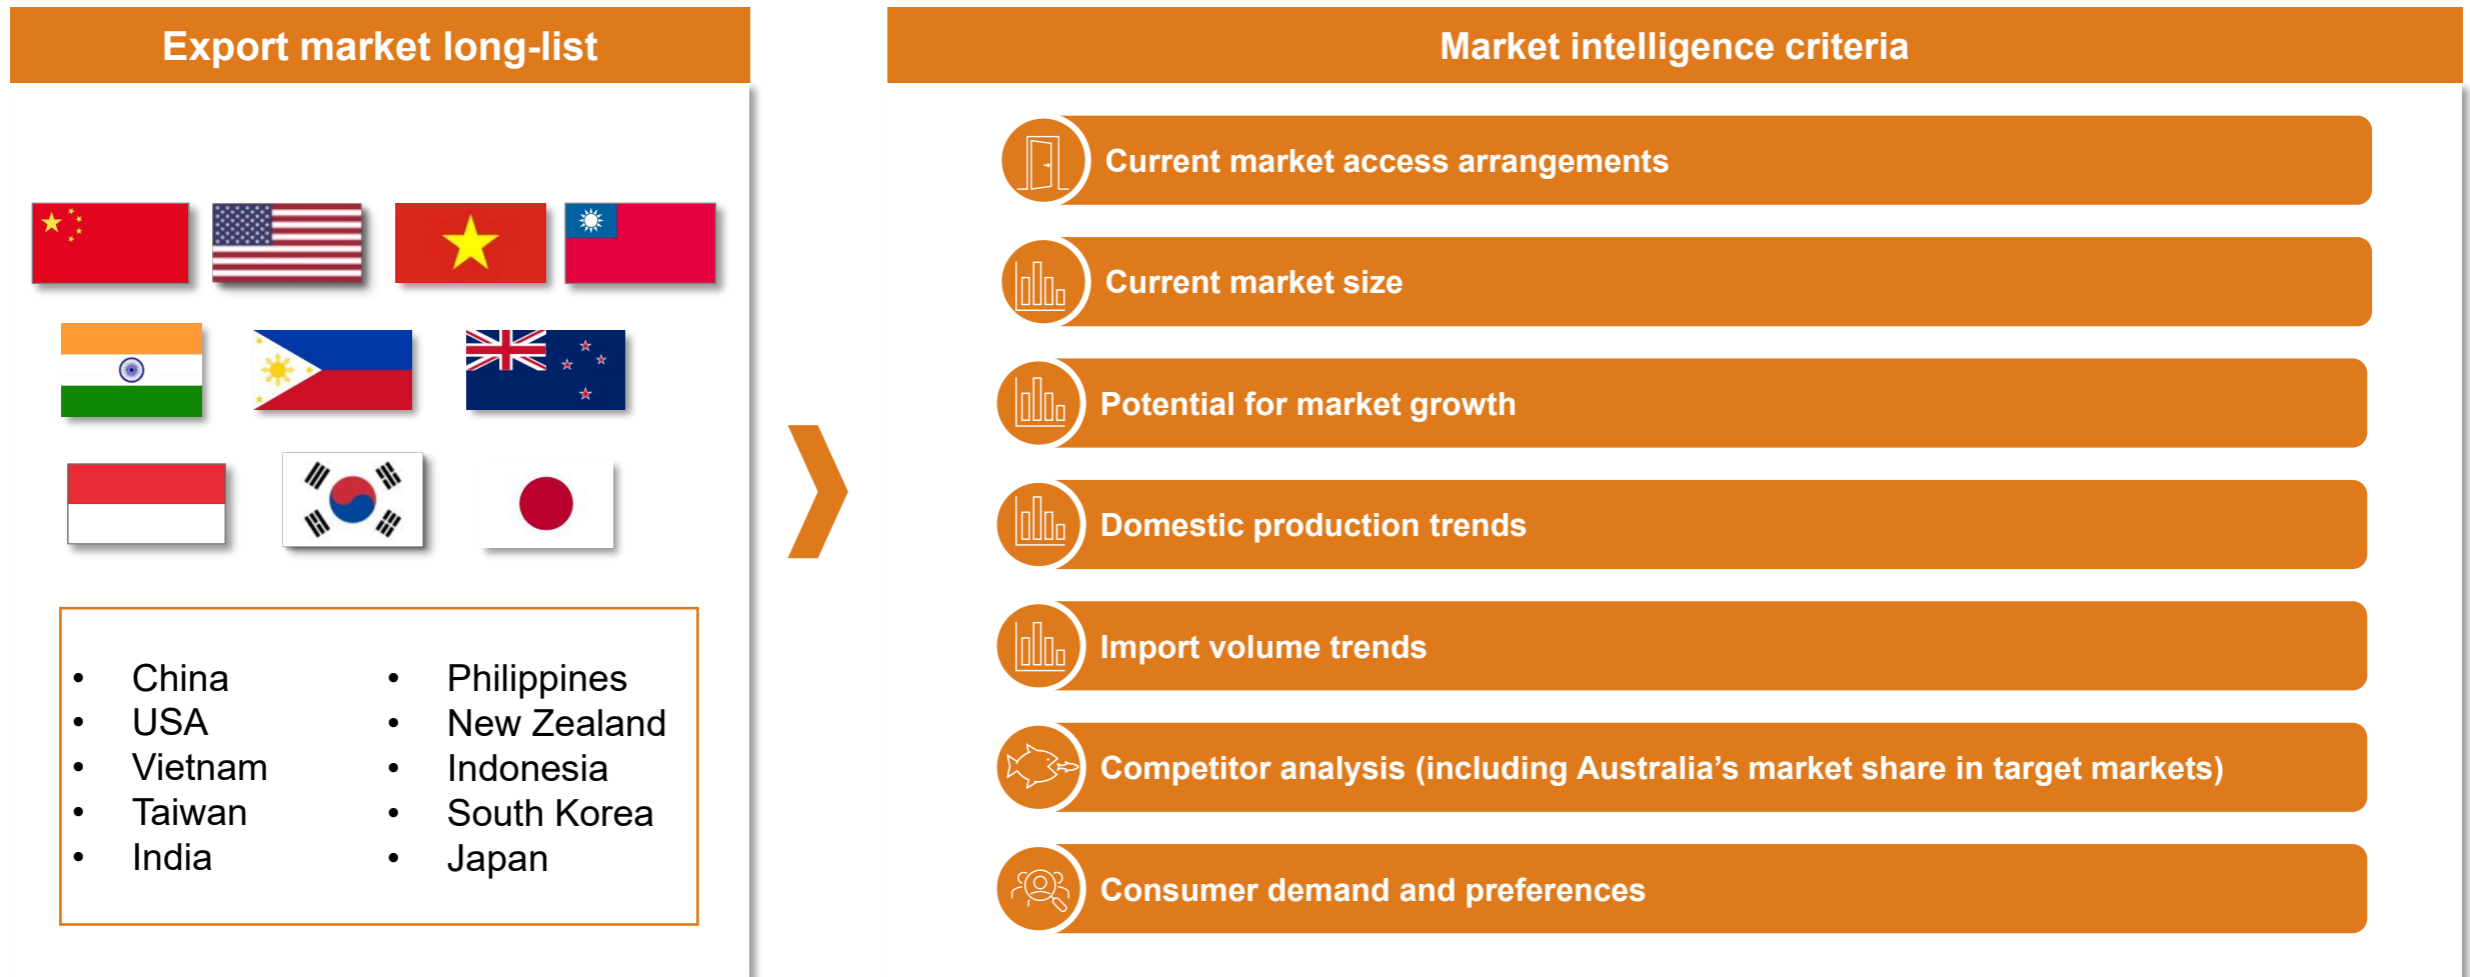 Export market long-list
• China
• USA
• Vietnam
• Taiwan
• India
• Philippines
• New Zealand
• Indonesia
• South Korea
• Japan
Market intelligence criteria
Current market access arrangements
Current market size
Potential for market growth
Domestic production trends
Import volume trends
Competitor analysis (including Australia’s market share in target markets)
Consumer demand and preferences